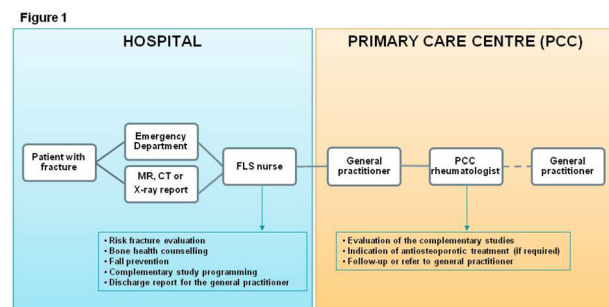 Figure 1
HOSPITAL
PRIMARY CARE CENTRE (PCC)
Patient with
fracture
Emergency
Department
MR, CT or
X-ray report
FLS nurse
General
practitioner
PCC
rheumatologist
General
practitioner
• Risk fracture evaluation
• Bone health counselling
• Fall prevention
• Complementary study programming
• Discharge report for the general practitioner
• Evaluation of the complementary studies
• Indication of antiosteoporotic treatment (if required)
• Follow-up or refer to general practitioner